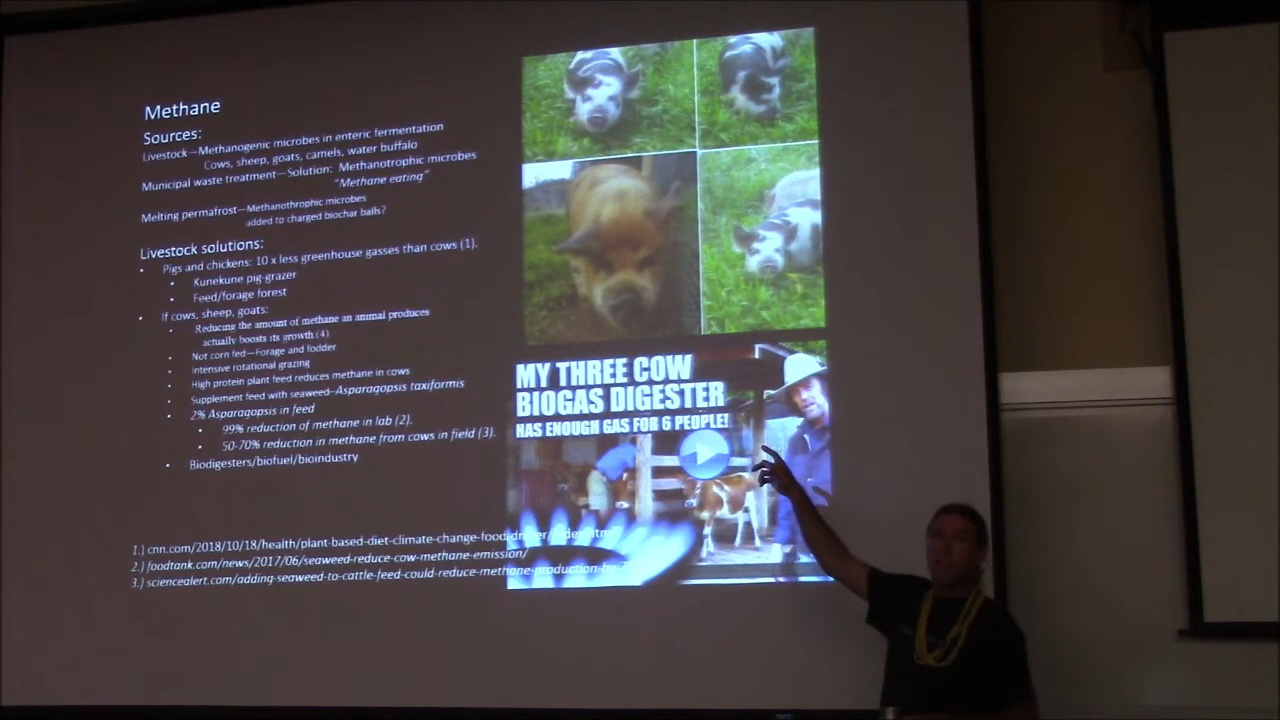 Methane
Sources:
Livestock—Methanogenic microbes in enteric fermentation
Cows, sheep, goats, camels, water buffalo
Municipal waste treatment—Solution: Methanotrophic microbes
"Methane eating"
Melting permafrost—Methanothrophic microbes
added to charged biochar balls?
Livestock solutions:
• Pigs and chickens: 10 x less greenhouse gasses than cows (1).
• Kunekune pig-grazer
• Feed/forage forest
• If cows, sheep, goats:
• Reducing the amount of methane an animal produces
actually boosts its growth (4).
• Not corn fed—Forage and fodder
• Intensive rotational grazing
• High protein plant feed reduces methane in cows
• Supplement feed with seaweed—Asparagopsis taxiformis
• 2% Asparagopsis in feed
• 99% reduction of methane in lab (2).
• 50-70% reduction in methane from cows in field (3).
• Biodigesters/biofuel/bioindustry
MY THREE COW
BIOGAS DIGESTER
HAS ENOUGH GAS FOR 6 PEOPLE!
1.) cnn.com/2018/10/18/health/plant-based-diet-climate-change-food
2.) foodtank.com/news/2017/06/seaweed-reduce-cow-methane-emission/
3.) sciencealert.com/adding-seaweed-to-cattle-feed-could-reduce-methane-production-by